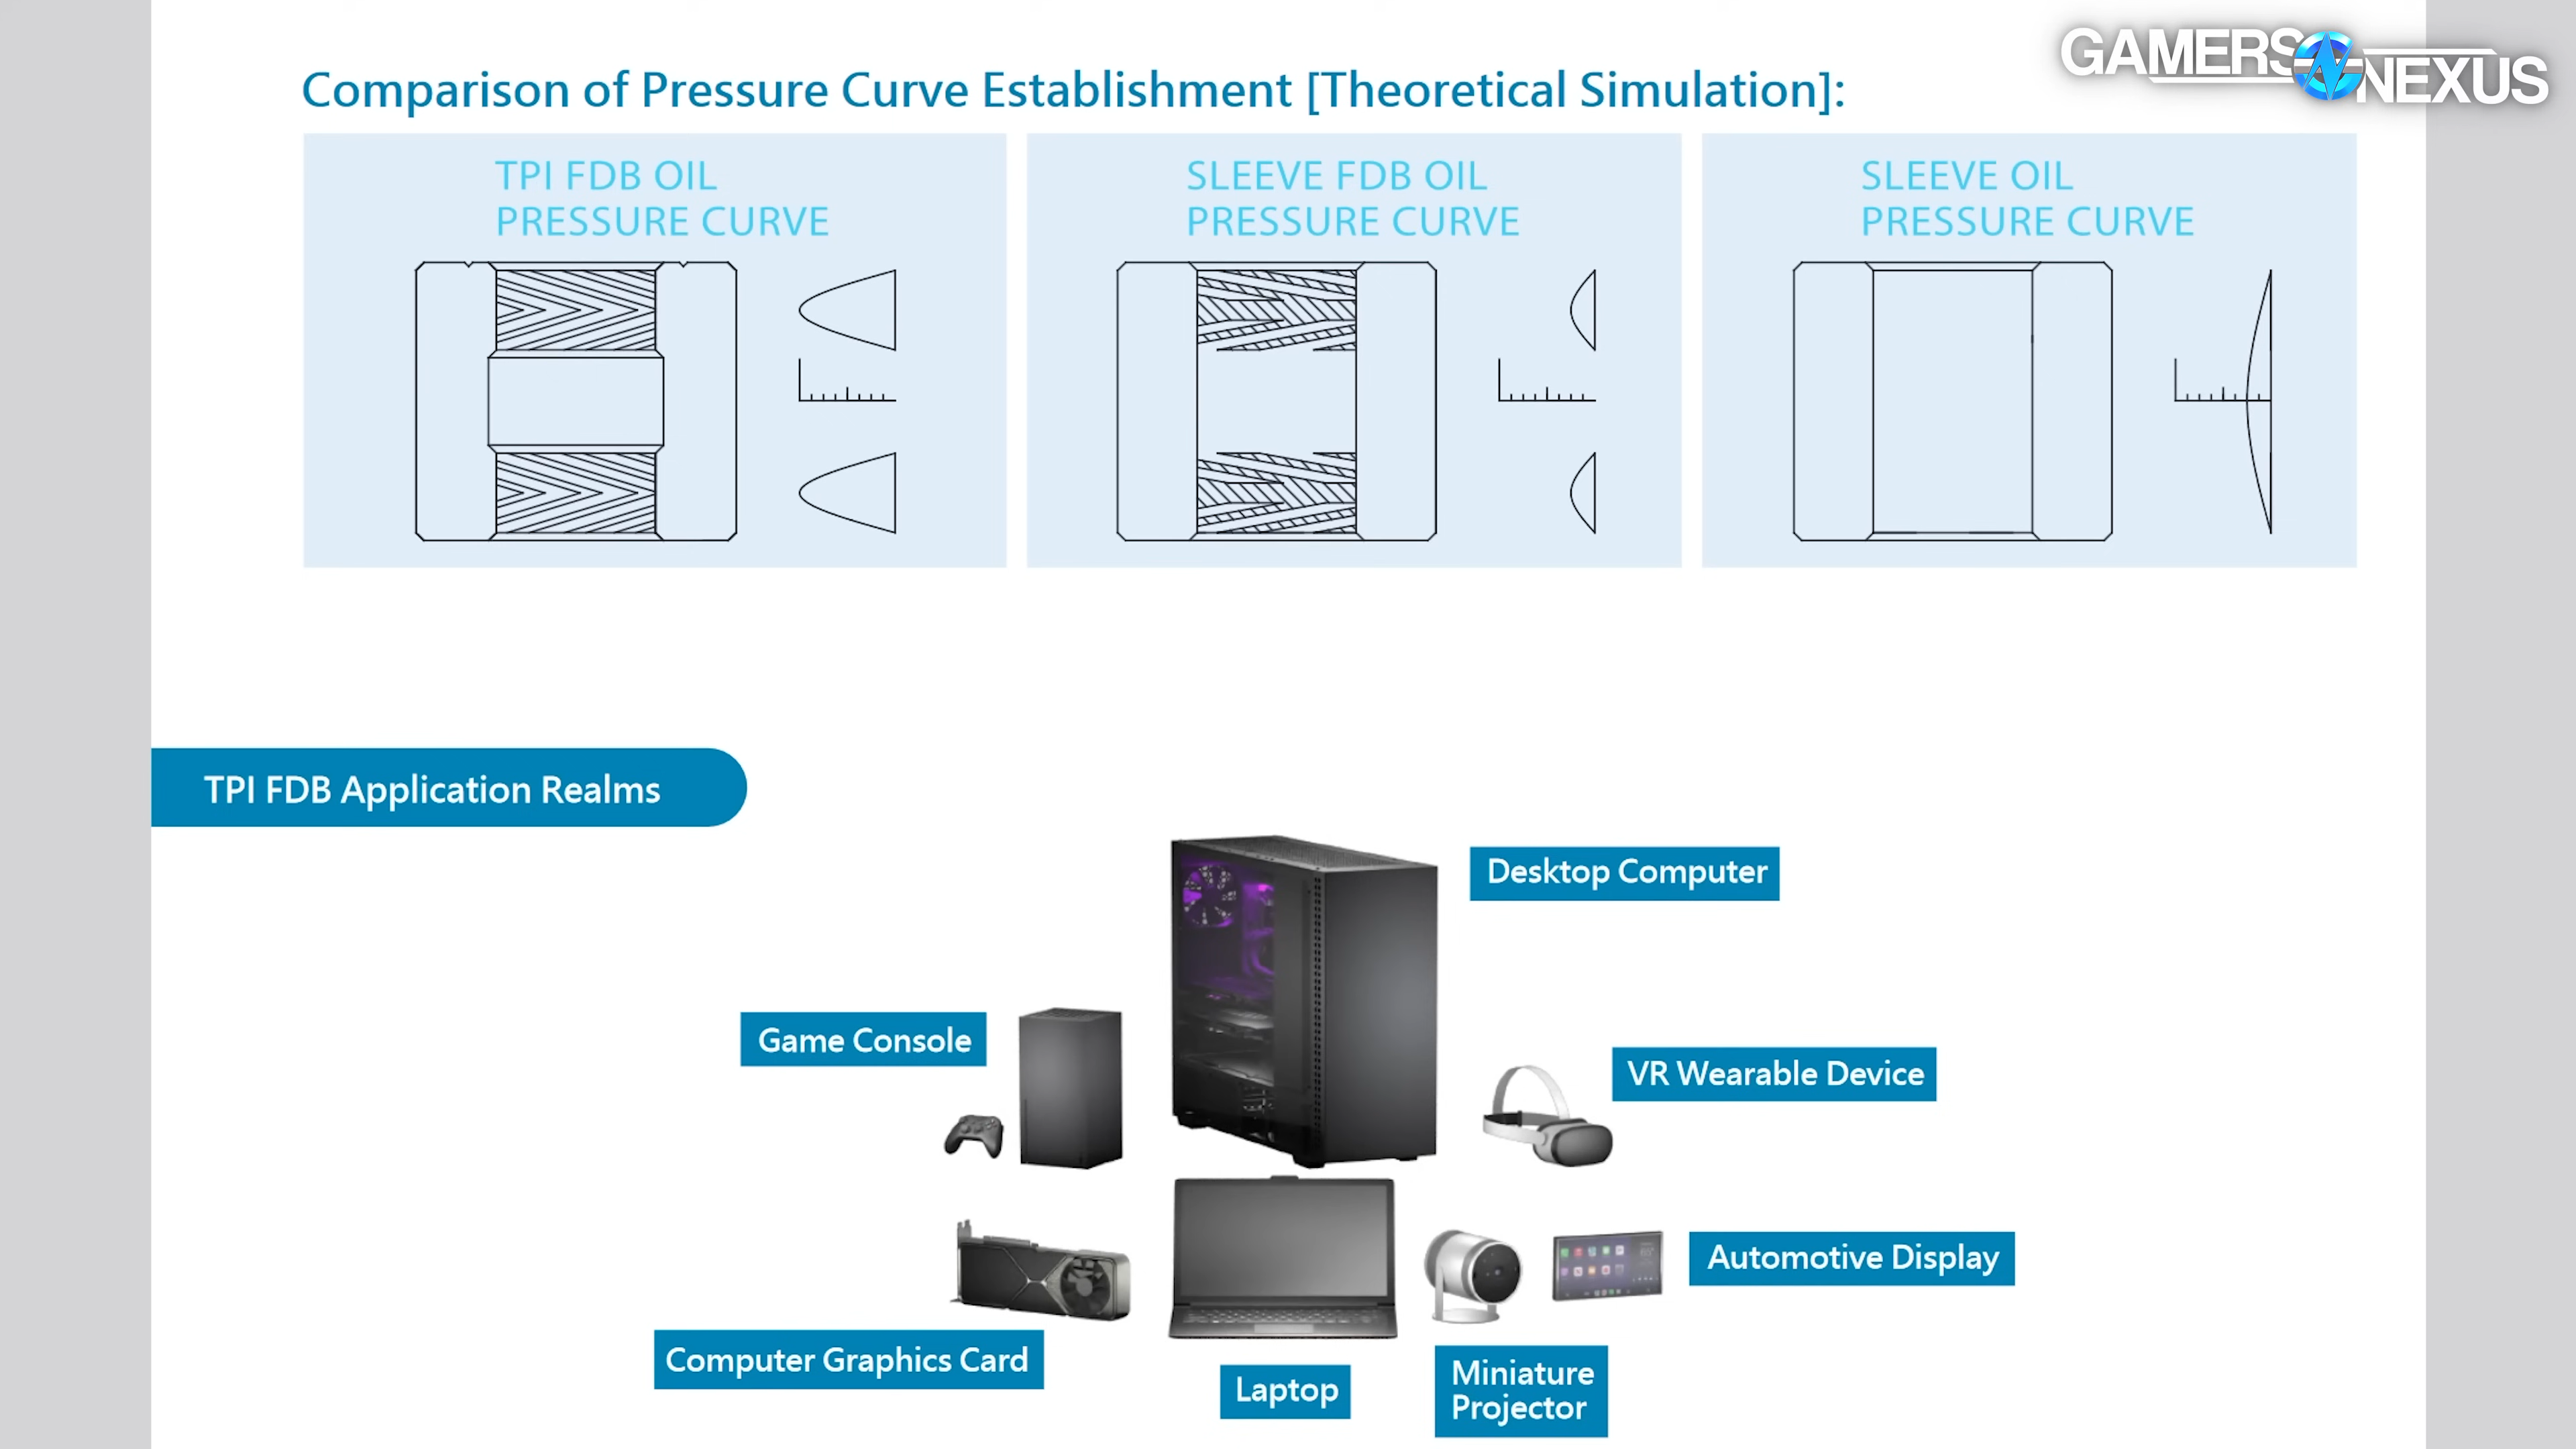 GAMERS NEXUS
Comparison of Pressure Curve Establishment [Theoretical Simulation]:
TPI FDB OIL
PRESSURE CURVE
SLEEVE FDB OIL
PRESSURE CURVE
SLEEVE OIL
PRESSURE CURVE
TPI FDB Application Realms
Desktop Computer
Game Console
VR Wearable Device
Automotive Display
Computer Graphics Card
Laptop
Miniature
Projector